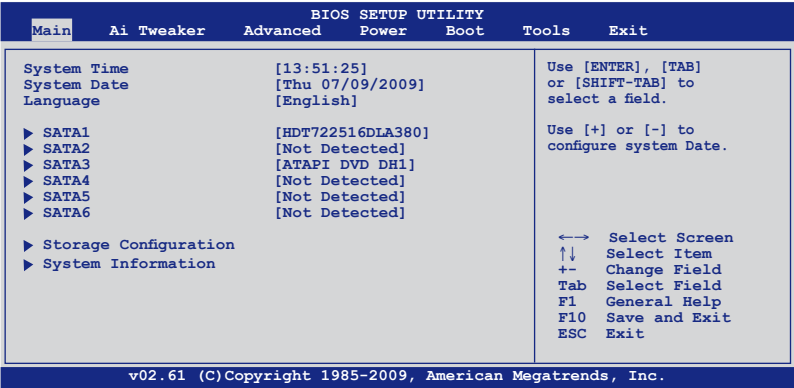 BIOS SETUP UTILITY
Main Ai Tweaker Advanced Power Boot Tools Exit
System Time [13:51:25]
System Date [Thu 07/09/2009]
Language [English]
SATA1 [HDT722516DLA380]
SATA2 [Not Detected]
SATA3 [ATAPI DVD DH1]
SATA4 [Not Detected]
SATA5 [Not Detected]
SATA6 [Not Detected]
Storage Configuration
System Information
Use [ENTER], [TAB]
or [SHIFT-TAB] to
select a field.
Use [+] or [-] to
configure system Date.
←→ Select Screen
↑↓ Select Item
+- Change Field
Tab Select Field
F1 General Help
F10 Save and Exit
ESC Exit
v02.61 (C)Copyright 1985-2009, American Megatrends, Inc.